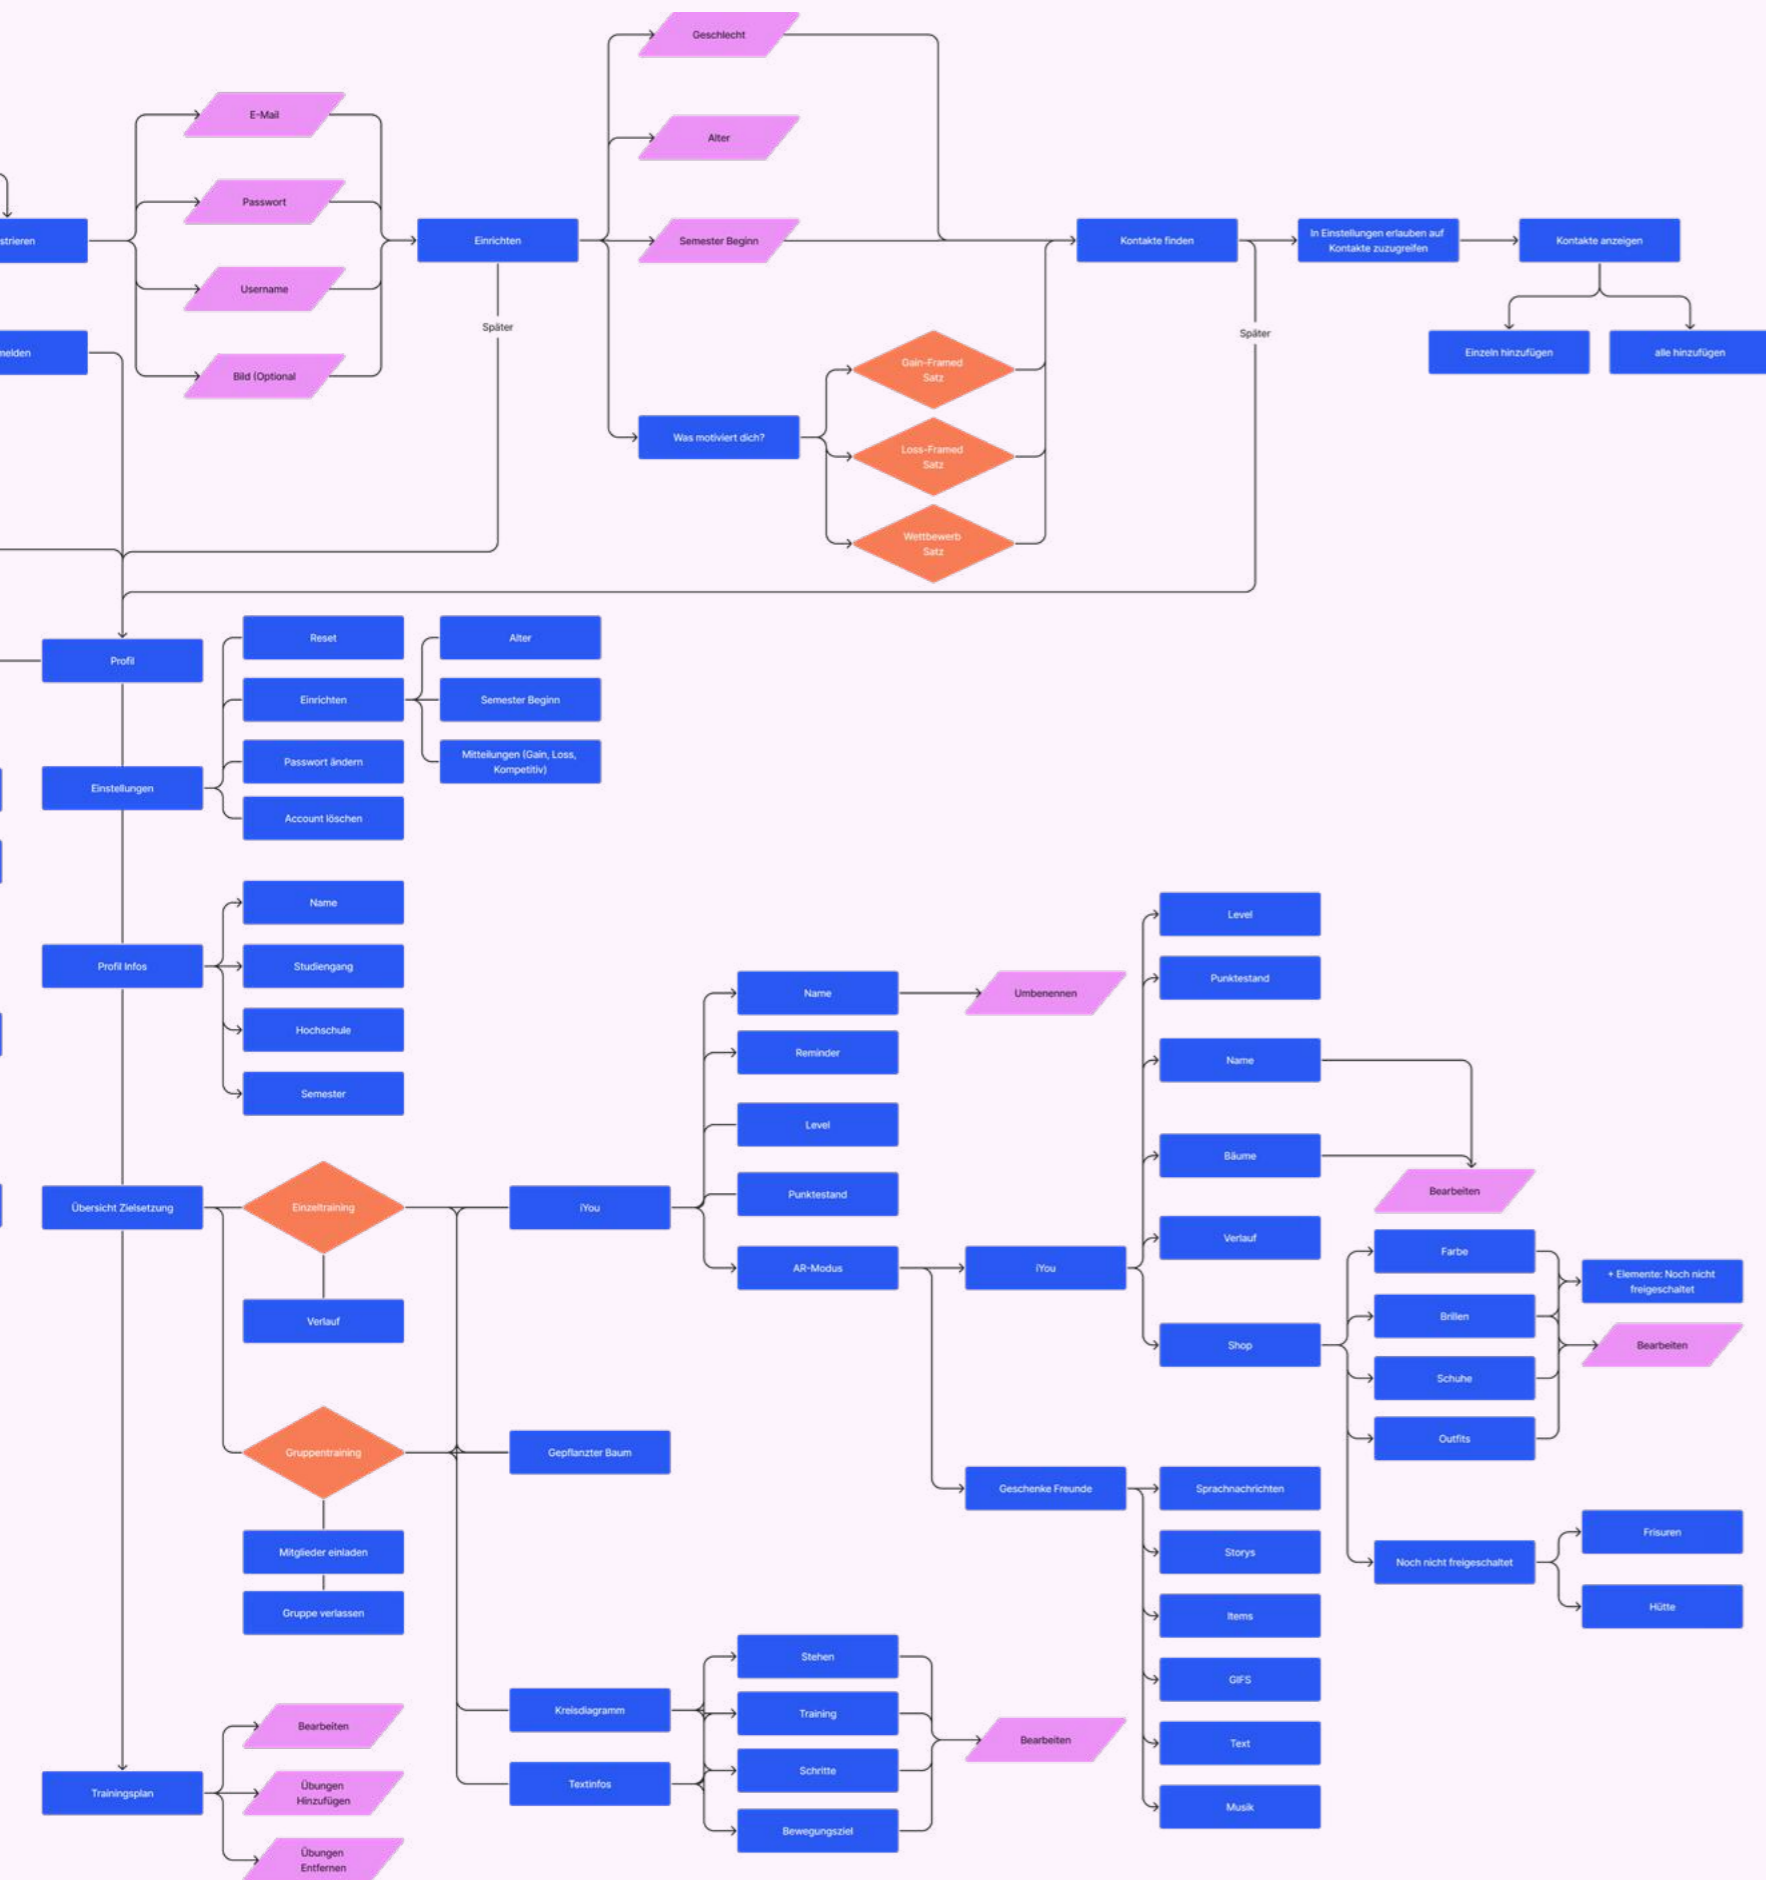 Geschlecht
E-Mail
Alter
Passwort
strieren
Einrichten
Semester Beginn
Kontakte finden
In Einstellungen erlauben auf
Kontakte zuzugreifen
Kontakte anzeigen
Username
Später
Später
melden
Bild (Optional
Gain-Framed
Satz
Einzeln hinzufügen
alle hinzufügen
Was motiviert dich?
Loss-Framed
Satz
Wettbewerb
Satz
Profil
Reset
Alter
Einrichten
Semester Beginn
Passwort ändern
Mitteilungen (Gain, Loss,
Kompetitiv)
Einstellungen
Account löschen
Name
Profil Infos
Studiengang
Hochschule
Semester
Level
Punktestand
Name
Umbenennen
Reminder
Name
Level
Bäume
Bearbeiten
Punktestand
Übersicht Zielsetzung
Einzeltraining
iYou
Verlauf
AR-Modus
iYou
Farbe
+ Elemente: Noch nicht
freigeschaltet
Verlauf
Brillen
Shop
Bearbeiten
Schuhe
Outfits
Gruppentraining
Gepflanzter Baum
Geschenke Freunde
Sprachnachrichten
Frisuren
Mitglieder einladen
Storys
Noch nicht freigeschaltet
Gruppe verlassen
Items
Hütte
Stehen
GIFS
Bearbeiten
Kreisdiagramm
Training
Bearbeiten
Text
Trainingsplan
Übungen
Hinzufügen
Textinfos
Schritte
Musik
Bewegungsziel
Übungen
Entfernen